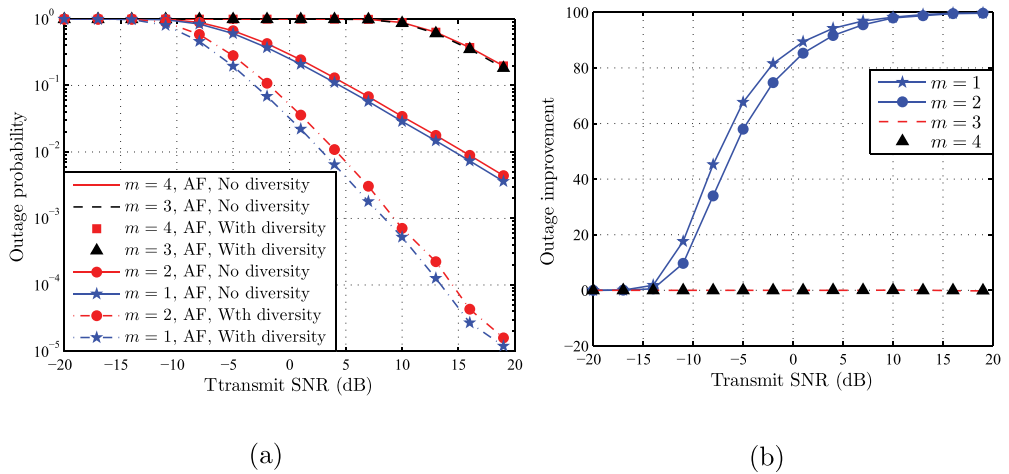 10^0
10^-1
10^-2
10^-3
10^-4
10^-5
Outage probability
m = 4, AF, No diversity
m = 3, AF, No diversity
m = 4, AF, With diversity
m = 3, AF, With diversity
m = 2, AF, No diversity
m = 1, AF, No diversity
m = 2, AF, Wth diversity
m = 1, AF, With diversity
−20 −15 −10 −5 0 5 10 15 20
Ttransmit SNR (dB)
(a)
100
80
60
40
20
0
−20
Outage improvement
m = 1
m = 2
m = 3
m = 4
−20 −15 −10 −5 0 5 10 15 20
Transmit SNR (dB)
(b)